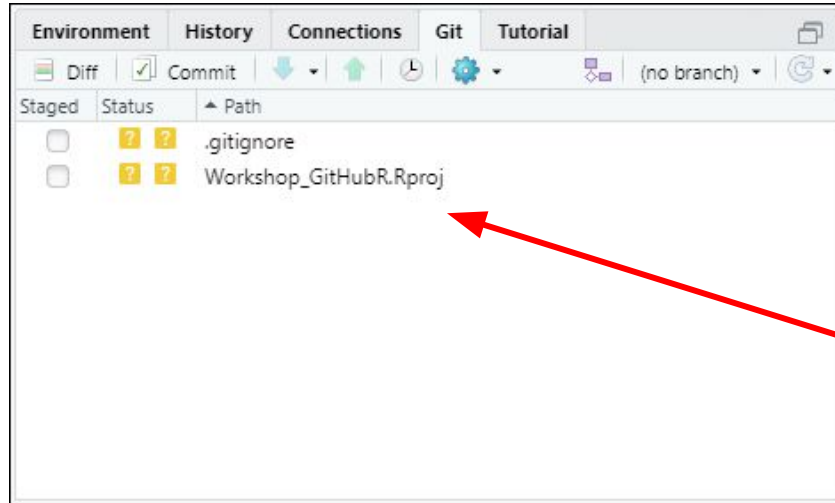 Environment History Connections Git Tutorial
Diff Commit (no branch)
Staged Status Path
? ? .gitignore
? ? Workshop_GitHubR.Rproj